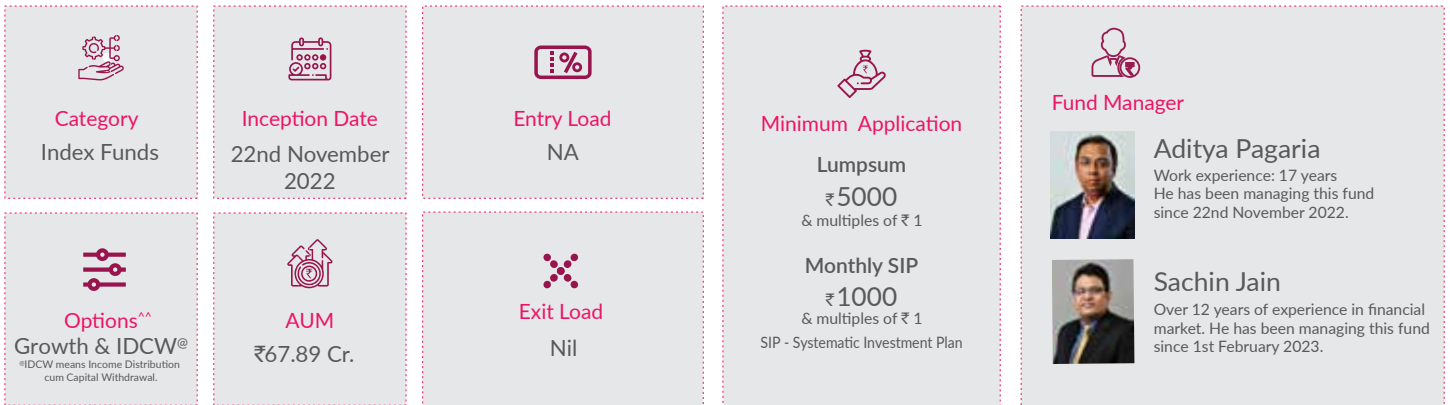 Category
Index Funds
Inception Date
22nd November
2022
Entry Load
NA
Options^^
Growth & IDCW@
@IDCW means Income Distribution
cum Capital Withdrawal.
AUM
₹67.89 Cr.
Exit Load
Nil
Minimum Application
Lumpsum
₹5000
& multiples of ₹ 1
Monthly SIP
₹1000
& multiples of ₹ 1
SIP - Systematic Investment Plan
Fund Manager
Aditya Pagaria
Work experience: 17 years
He has been managing this fund
since 22nd November 2022.
Sachin Jain
Over 12 years of experience in financial
market. He has been managing this fund
since 1st February 2023.